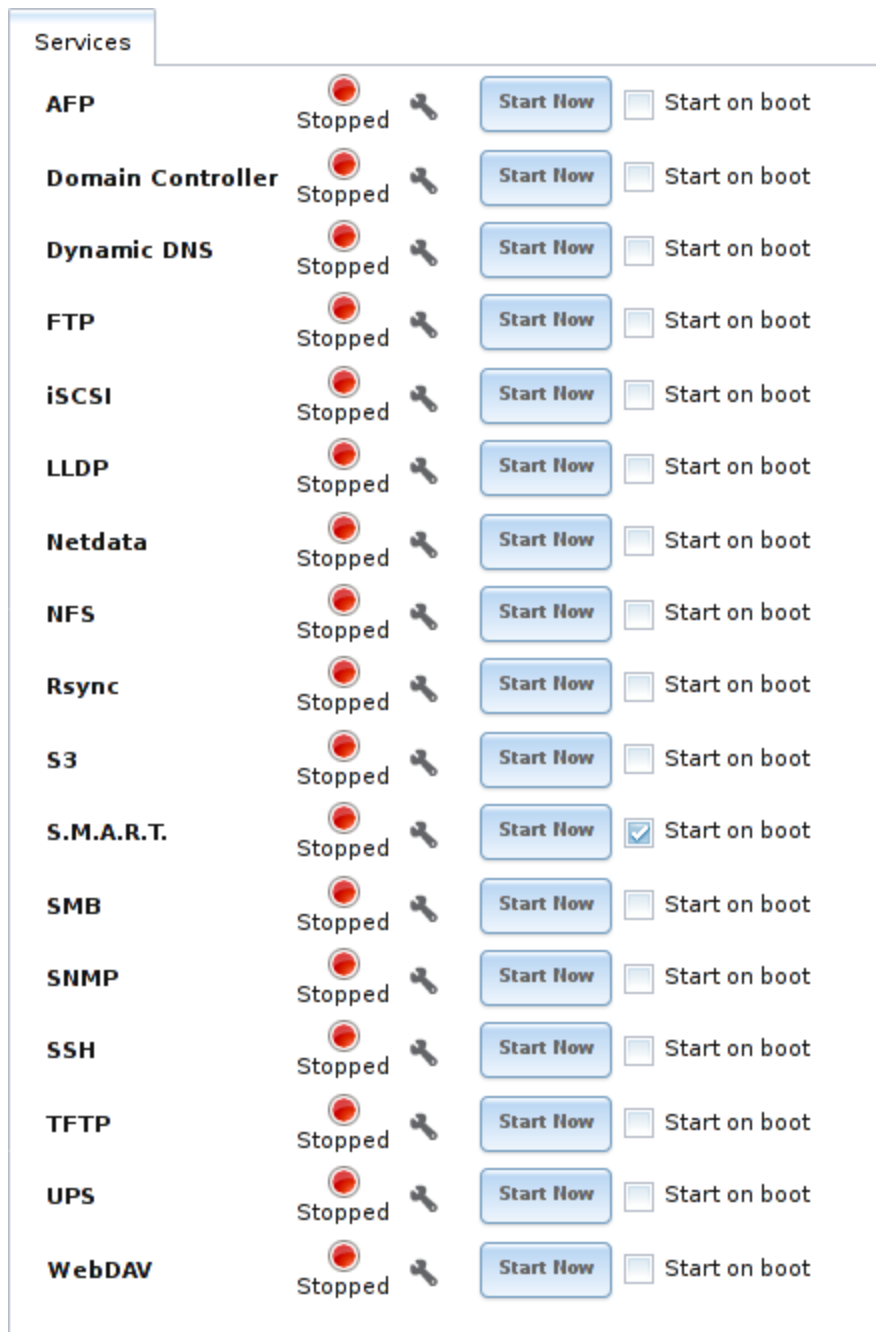 Services
AFP Stopped Start Now Start on boot
Domain Controller Stopped Start Now Start on boot
Dynamic DNS Stopped Start Now Start on boot
FTP Stopped Start Now Start on boot
iSCSI Stopped Start Now Start on boot
LLDP Stopped Start Now Start on boot
Netdata Stopped Start Now Start on boot
NFS Stopped Start Now Start on boot
Rsync Stopped Start Now Start on boot
S3 Stopped Start Now Start on boot
S.M.A.R.T. Stopped Start Now Start on boot
SMB Stopped Start Now Start on boot
SNMP Stopped Start Now Start on boot
SSH Stopped Start Now Start on boot
TFTP Stopped Start Now Start on boot
UPS Stopped Start Now Start on boot
WebDAV Stopped Start Now Start on boot